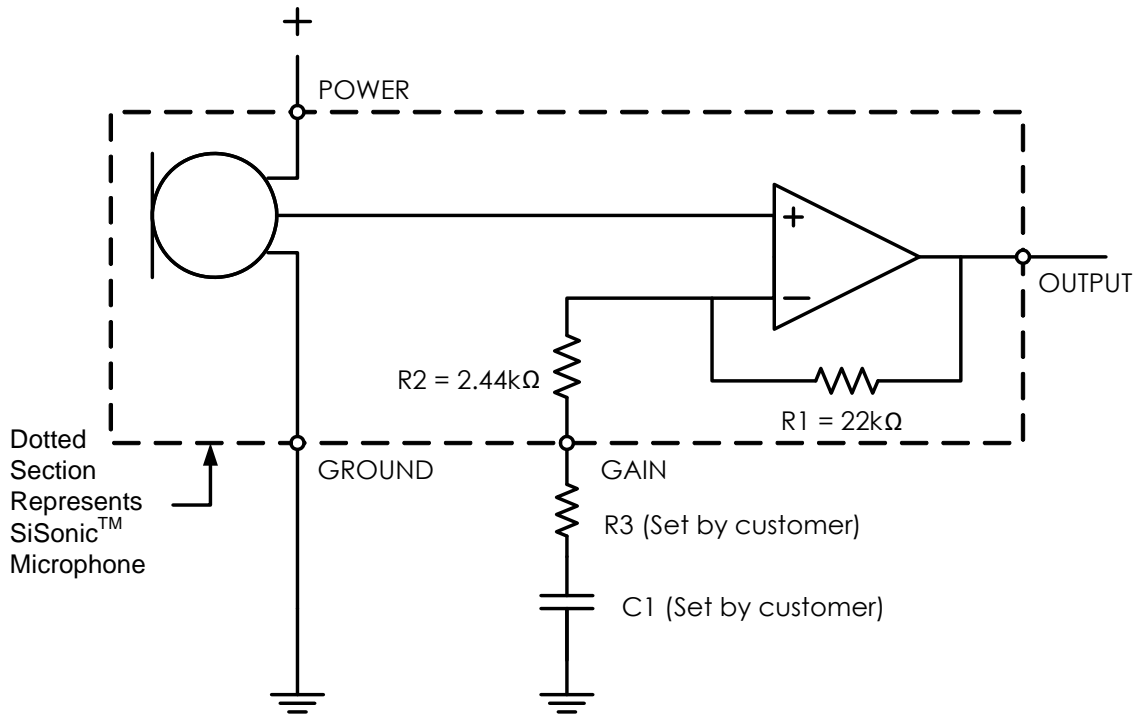 +
POWER
+
−
OUTPUT
R2 = 2.44kΩ
R1 = 22kΩ
Dotted
Section
Represents
SiSonic™
Microphone
GROUND
GAIN
R3 (Set by customer)
C1 (Set by customer)